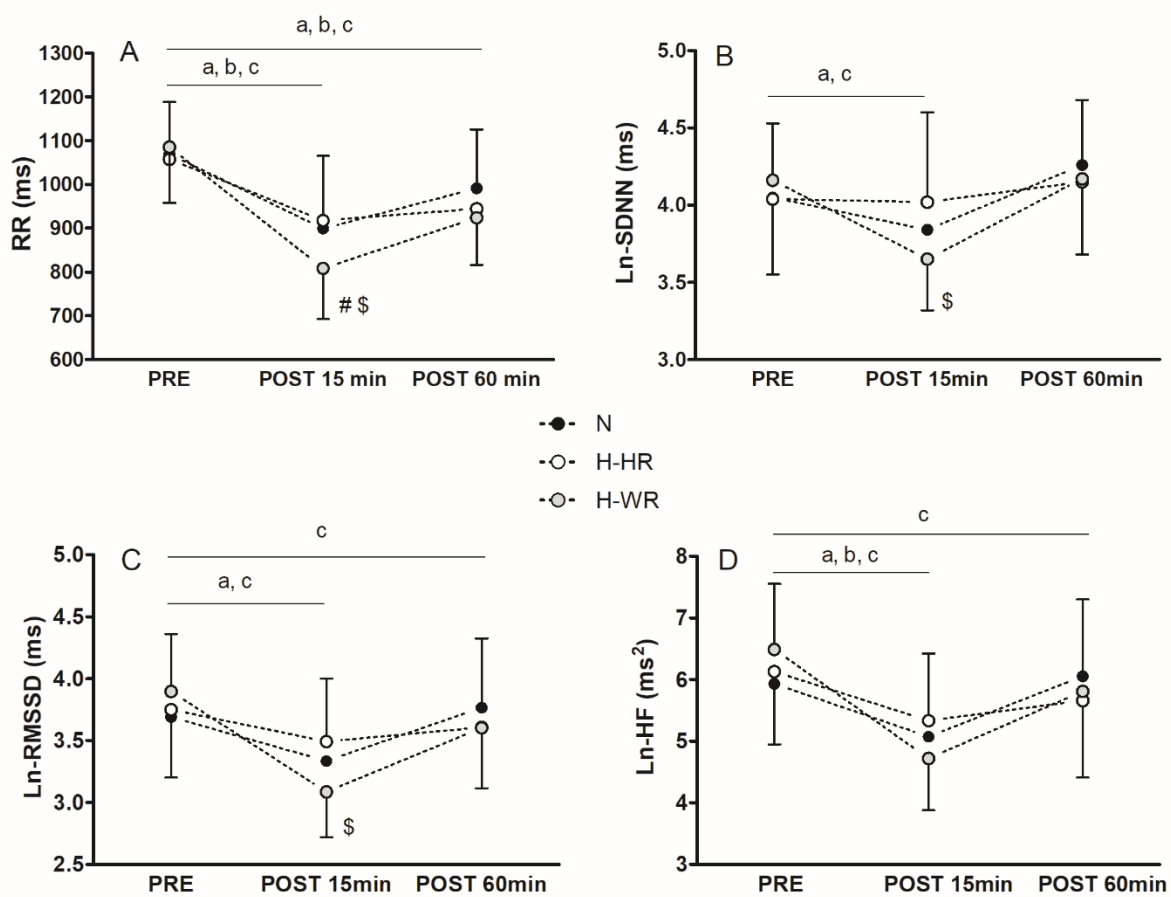 A
a, b, c
a, b, c
1300
1200
1100
1000
900
800
700
600
RR (ms)
# $
PRE
POST 15 min
POST 60 min
B
a, c
5.0
4.5
4.0
3.5
3.0
Ln-SDNN (ms)
$
PRE
POST 15min
POST 60min
N
H-HR
H-WR
C
c
a, c
5.0
4.5
4.0
3.5
3.0
2.5
Ln-RMSSD (ms)
$
PRE
POST 15min
POST 60min
D
c
a, b, c
8
7
6
5
4
3
Ln-HF (ms²)
PRE
POST 15min
POST 60min